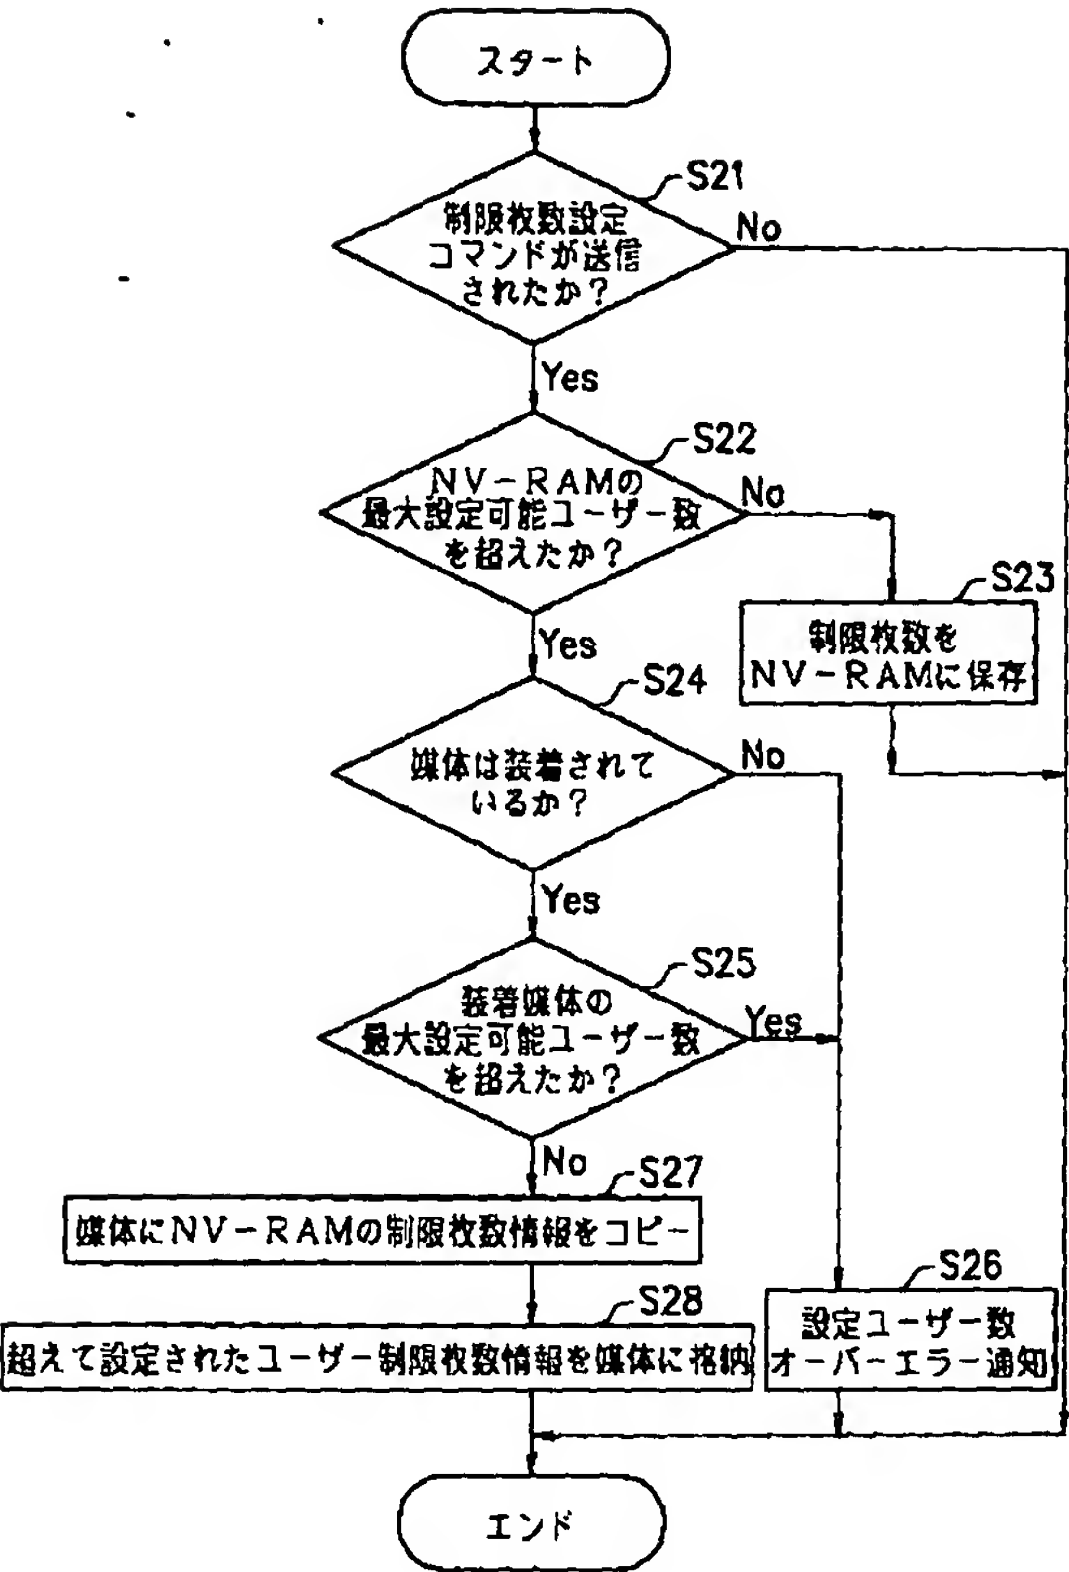 スタート
S21
制限枚数設定
コマンドが送信
されたか？
No
Yes
S22
NV－RAMの
最大設定可能ユーザー数
を超えたか？
No
S23
制限枚数を
NV－RAMに保存
Yes
S24
媒体は装着されて
いるか？
No
Yes
S25
装着媒体の
最大設定可能ユーザー数
を超えたか？
Yes
No
S27
媒体にNV－RAMの制限枚数情報をコピー
S28
超えて設定されたユーザー制限枚数情報を媒体に格納
S26
設定ユーザー数
オーバーエラー通知
エンド